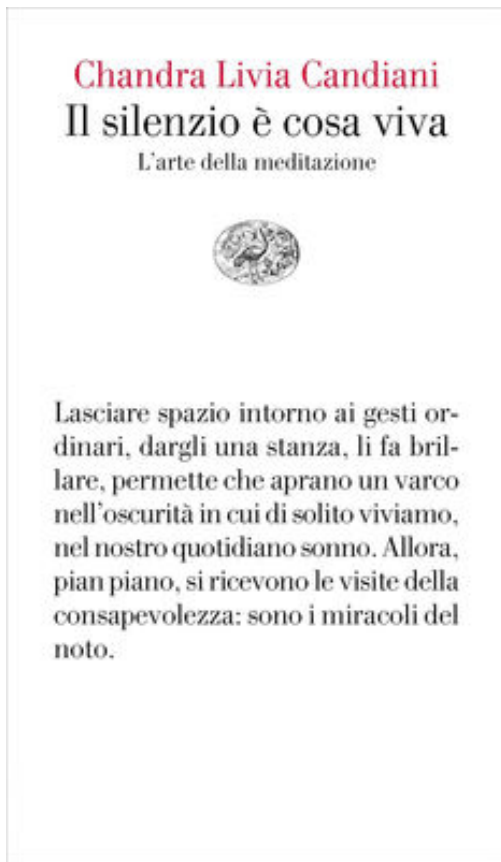 Chandra Livia Candiani
Il silenzio è cosa viva
L'arte della meditazione
Lasciare spazio intorno ai gesti or-
dinari, dargli una stanza, li fa bril-
lare, permette che aprano un varco
nell'oscurità in cui di solito viviamo,
nel nostro quotidiano sonno. Allora,
pian piano, si ricevono le visite della
consapevolezza: sono i miracoli del
noto.